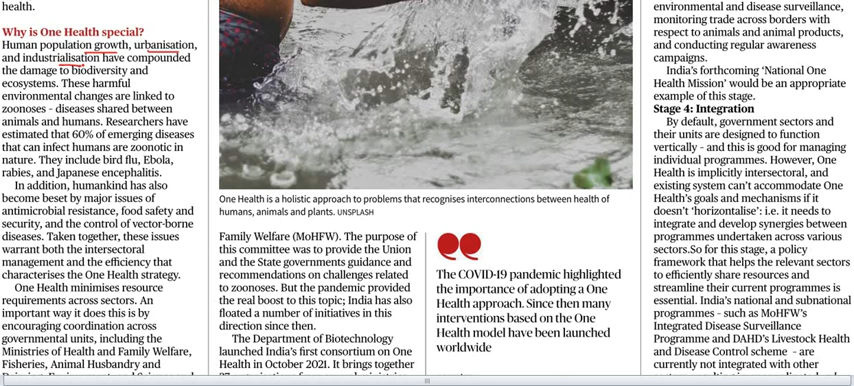 health.
Why is One Health special?
Human population growth, urbanisation,
and industrialisation have compounded
the damage to biodiversity and
ecosystems. These harmful
environmental changes are linked to
zoonoses – diseases shared between
animals and humans. Researchers have
estimated that 60% of emerging diseases
that can infect humans are zoonotic in
nature. They include bird flu, Ebola,
rabies, and Japanese encephalitis.
In addition, humankind has also
become beset by major issues of
antimicrobial resistance, food safety and
security, and the control of vector-borne
diseases. Taken together, these issues
warrant both the intersectoral
management and the efficiency that
characterises the One Health strategy.
One Health minimises resource
requirements across sectors. An
important way it does this is by
encouraging coordination across
governmental units, including the
Ministries of Health and Family Welfare,
Fisheries, Animal Husbandry and
One Health is a holistic approach to problems that recognises interconnections between health of
humans, animals and plants. UNSPLASH
Family Welfare (MoHFW). The purpose of
this committee was to provide the Union
and the State governments guidance and
recommendations on challenges related
to zoonoses. But the pandemic provided
the real boost to this topic; India has also
floated a number of initiatives in this
direction since then.
The Department of Biotechnology
launched India's first consortium on One
Health in October 2021. It brings together
The COVID-19 pandemic highlighted
the importance of adopting a One
Health approach. Since then many
interventions based on the One
Health model have been launched
worldwide
environmental and disease surveillance,
monitoring trade across borders with
respect to animals and animal products,
and conducting regular awareness
campaigns.
India's forthcoming 'National One
Health Mission' would be an appropriate
example of this stage.
Stage 4: Integration
By default, government sectors and
their units are designed to function
vertically – and this is good for managing
individual programmes. However, One
Health is implicitly intersectoral, and
existing system can't accommodate One
Health's goals and mechanisms if it
doesn't 'horizontalise': i.e. it needs to
integrate and develop synergies between
programmes undertaken across various
sectors.So for this stage, a policy
framework that helps the relevant sectors
to efficiently share resources and
streamline their current programmes is
essential. India's national and subnational
programmes – such as MoHFW's
Integrated Disease Surveillance
Programme and DAHD's Livestock Health
and Disease Control scheme – are
currently not integrated with other